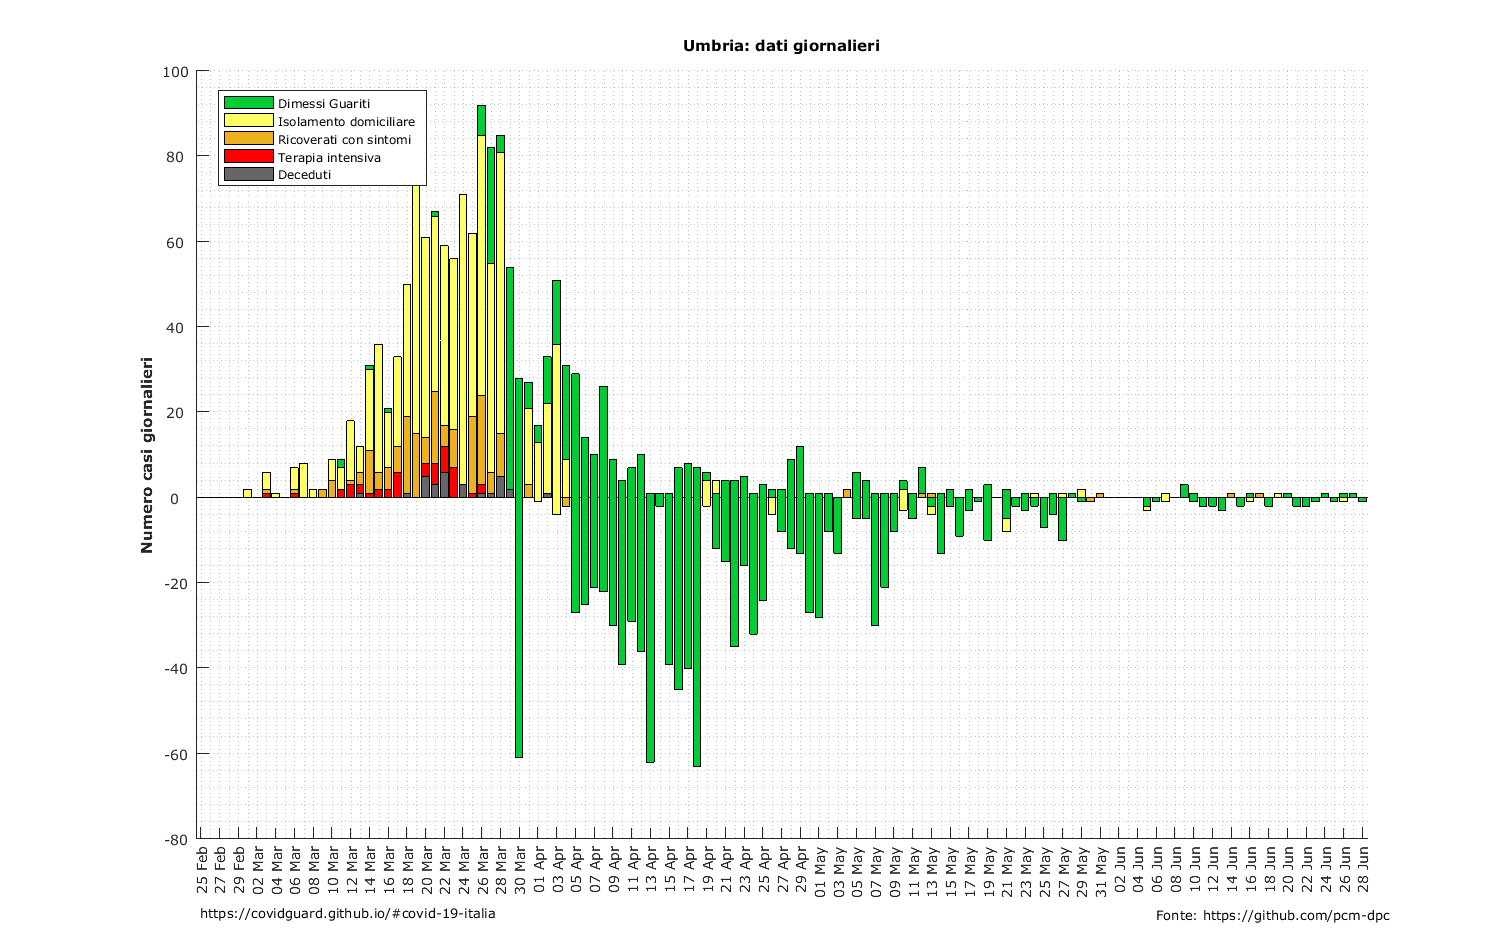 Umbria: dati giornalieri
Dimessi Guariti
Isolamento domiciliare
Ricoverati con sintomi
Terapia intensiva
Deceduti
Numero casi giornalieri
100
80
60
40
20
0
-20
-40
-60
-80
25 Feb
27 Feb
29 Feb
02 Mar
04 Mar
06 Mar
08 Mar
10 Mar
12 Mar
14 Mar
16 Mar
18 Mar
20 Mar
22 Mar
24 Mar
26 Mar
28 Mar
30 Mar
01 Apr
03 Apr
05 Apr
07 Apr
09 Apr
11 Apr
13 Apr
15 Apr
17 Apr
19 Apr
21 Apr
23 Apr
25 Apr
27 Apr
29 Apr
01 May
03 May
05 May
07 May
09 May
11 May
13 May
15 May
17 May
19 May
21 May
23 May
25 May
27 May
29 May
31 May
02 Jun
04 Jun
06 Jun
08 Jun
10 Jun
12 Jun
14 Jun
16 Jun
18 Jun
20 Jun
22 Jun
24 Jun
26 Jun
28 Jun
https://covidguard.github.io/#covid-19-italia
Fonte: https://github.com/pcm-dpc